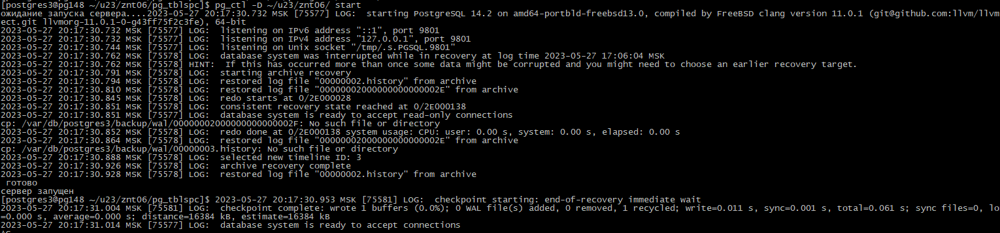 [postgres3@pg148 ~/u23/znt06/pg_tblspc]$ pg_ctl -D ~/u23/znt06/ start
ожидание запуска сервера....2023-05-27 20:17:30.732 MSK [75577] LOG:  starting PostgreSQL 14.2 on amd64-portbld-freebsd13.0, compiled by FreeBSD clang version 11.0.1 (git@github.com:llvm/llvm
ect.git llvmorg-11.0.1-0-g43ff75f2c3fe), 64-bit
2023-05-27 20:17:30.732 MSK [75577] LOG:  listening on IPv6 address "::1", port 9801
2023-05-27 20:17:30.732 MSK [75577] LOG:  listening on IPv4 address "127.0.0.1", port 9801
2023-05-27 20:17:30.744 MSK [75577] LOG:  listening on Unix socket "/tmp/.s.PGSQL.9801"
2023-05-27 20:17:30.762 MSK [75578] LOG:  database system was interrupted while in recovery at log time 2023-05-27 17:06:04 MSK
2023-05-27 20:17:30.762 MSK [75578] HINT:  If this has occurred more than once some data might be corrupted and you might need to choose an earlier recovery target.
2023-05-27 20:17:30.791 MSK [75578] LOG:  starting archive recovery
2023-05-27 20:17:30.794 MSK [75578] LOG:  restored log file "00000002.history" from archive
2023-05-27 20:17:30.810 MSK [75578] LOG:  restored log file "00000002000000000000002E" from archive
2023-05-27 20:17:30.845 MSK [75578] LOG:  redo starts at 0/2E000028
2023-05-27 20:17:30.851 MSK [75578] LOG:  consistent recovery state reached at 0/2E000138
2023-05-27 20:17:30.851 MSK [75577] LOG:  database system is ready to accept read-only connections
cp: /var/db/postgres3/backup/wal/00000002000000000000002F: No such file or directory
2023-05-27 20:17:30.852 MSK [75578] LOG:  redo done at 0/2E000138 system usage: CPU: user: 0.00 s, system: 0.00 s, elapsed: 0.00 s
2023-05-27 20:17:30.864 MSK [75578] LOG:  restored log file "00000002000000000000002E" from archive
cp: /var/db/postgres3/backup/wal/00000003.history: No such file or directory
2023-05-27 20:17:30.888 MSK [75578] LOG:  selected new timeline ID: 3
2023-05-27 20:17:30.926 MSK [75578] LOG:  archive recovery complete
2023-05-27 20:17:30.928 MSK [75578] LOG:  restored log file "00000002.history" from archive
готово
сервер запущен
[postgres3@pg148 ~/u23/znt06/pg_tblspc]$ 2023-05-27 20:17:30.953 MSK [75581] LOG:  checkpoint starting: end-of-recovery immediate wait
2023-05-27 20:17:31.004 MSK [75581] LOG:  checkpoint complete: wrote 1 buffers (0.0%); 0 WAL file(s) added, 0 removed, 1 recycled; write=0.011 s, sync=0.001 s, total=0.061 s; sync files=0, lo
=0.000 s, average=0.000 s; distance=16384 kB, estimate=16384 kB
2023-05-27 20:17:31.014 MSK [75577] LOG:  database system is ready to accept connections